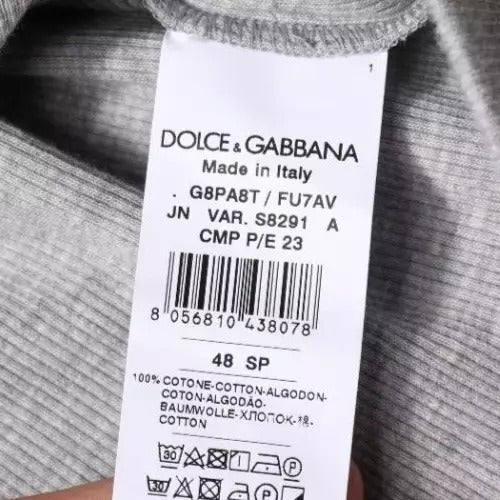 1
DOLCE & GABBANA
Made in Italy
. G8PA8T / FU7AV
JN VAR. S8291 A
CMP P/E 23
8 056810 438078
48 SP
100% COTONE-COTTON-ALGODON-
COTON-ALGODÃO-
BAUMWOLLE-ХЛОПОК-棉-
COTTON
30 P
30 P